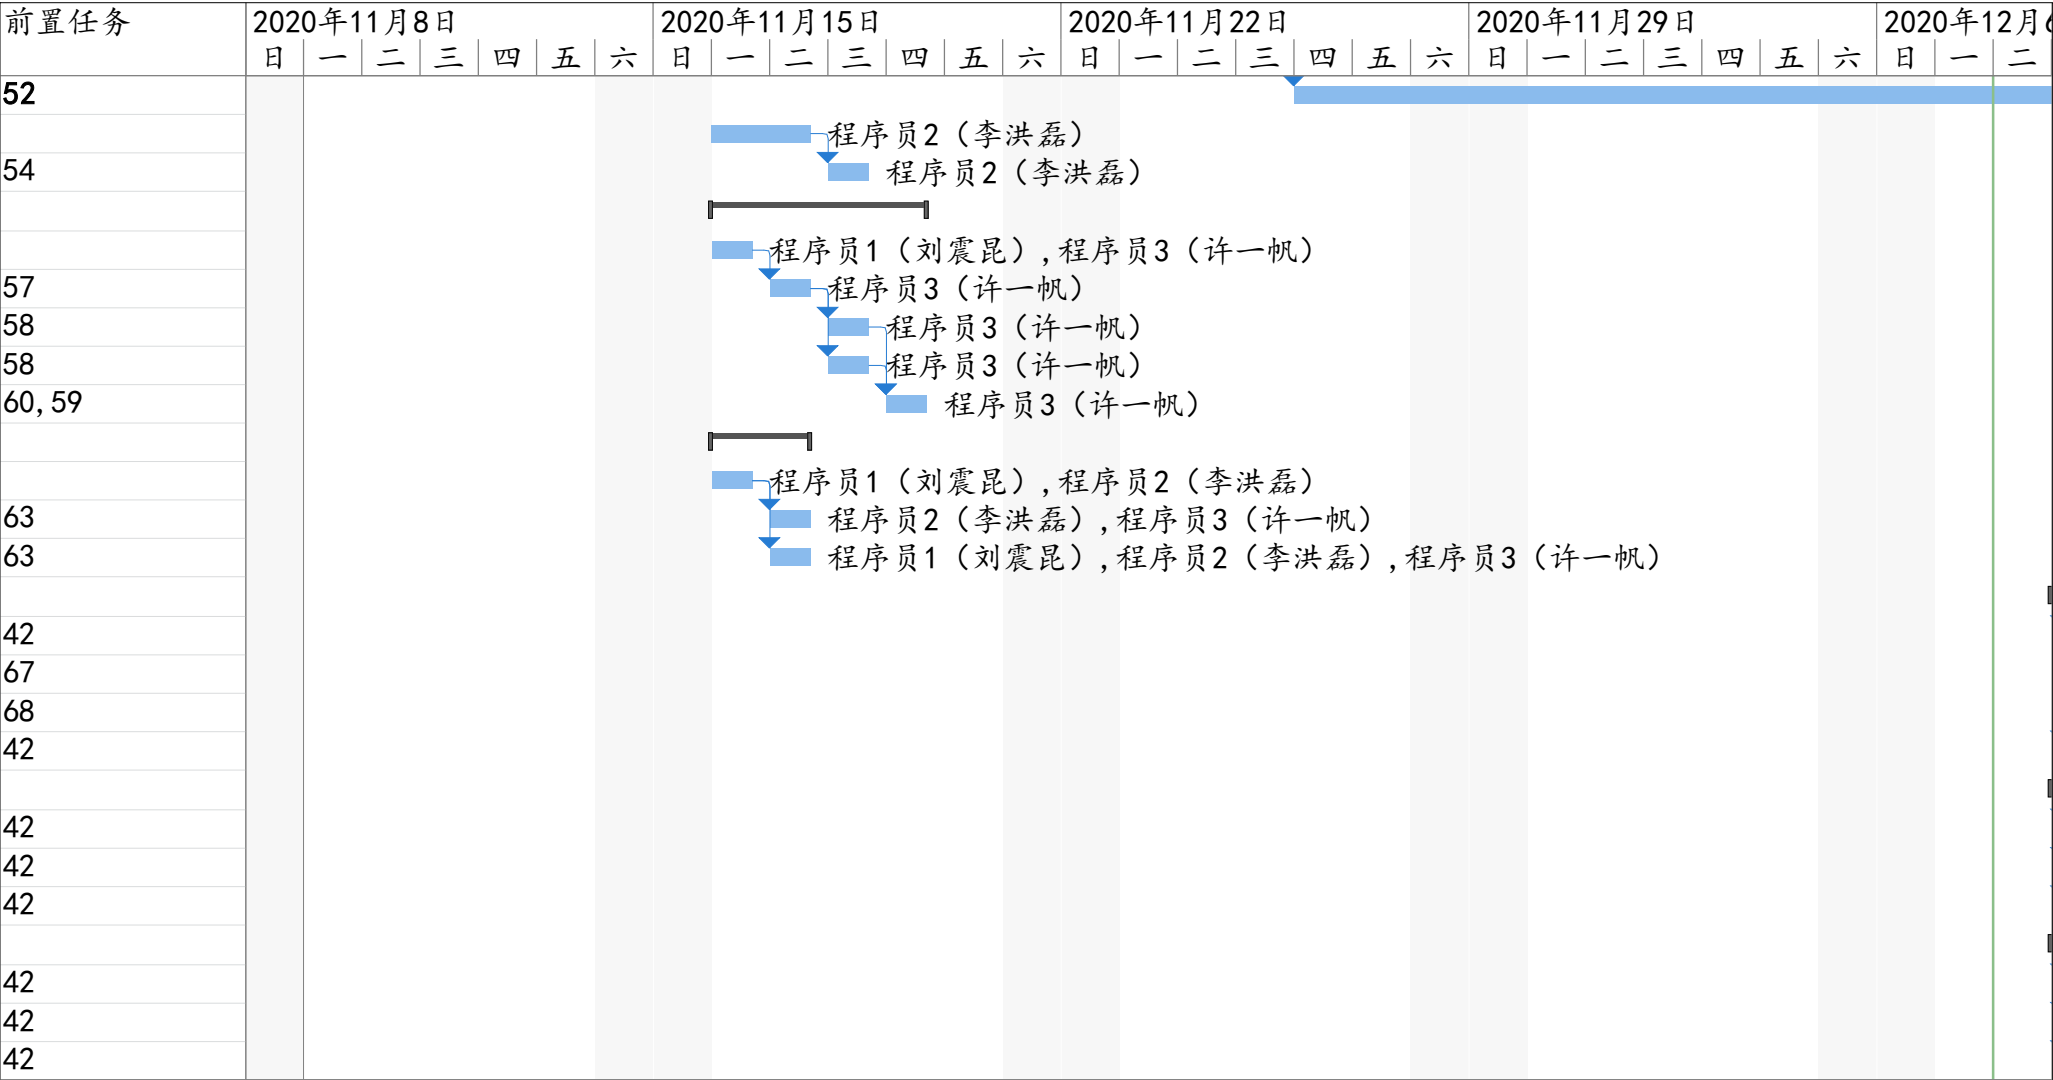 前置任务 2020年11月8日 2020年11月15日 2020年11月22日 2020年11月29日 2020年12月6
日 一 二 三 四 五 六 日 一 二 三 四 五 六 日 一 二 三 四 五 六 日 一 二 三 四 五 六 日 一 二
52
程序员2（李洪磊）
54 程序员2（李洪磊）
程序员1（刘震昆）,程序员3（许一帆）
57 程序员3（许一帆）
58 程序员3（许一帆）
58 程序员3（许一帆）
60,59 程序员3（许一帆）
程序员1（刘震昆）,程序员2（李洪磊）
63 程序员2（李洪磊）,程序员3（许一帆）
63 程序员1（刘震昆）,程序员2（李洪磊）,程序员3（许一帆）
42
67
68
42
42
42
42
42
42
42